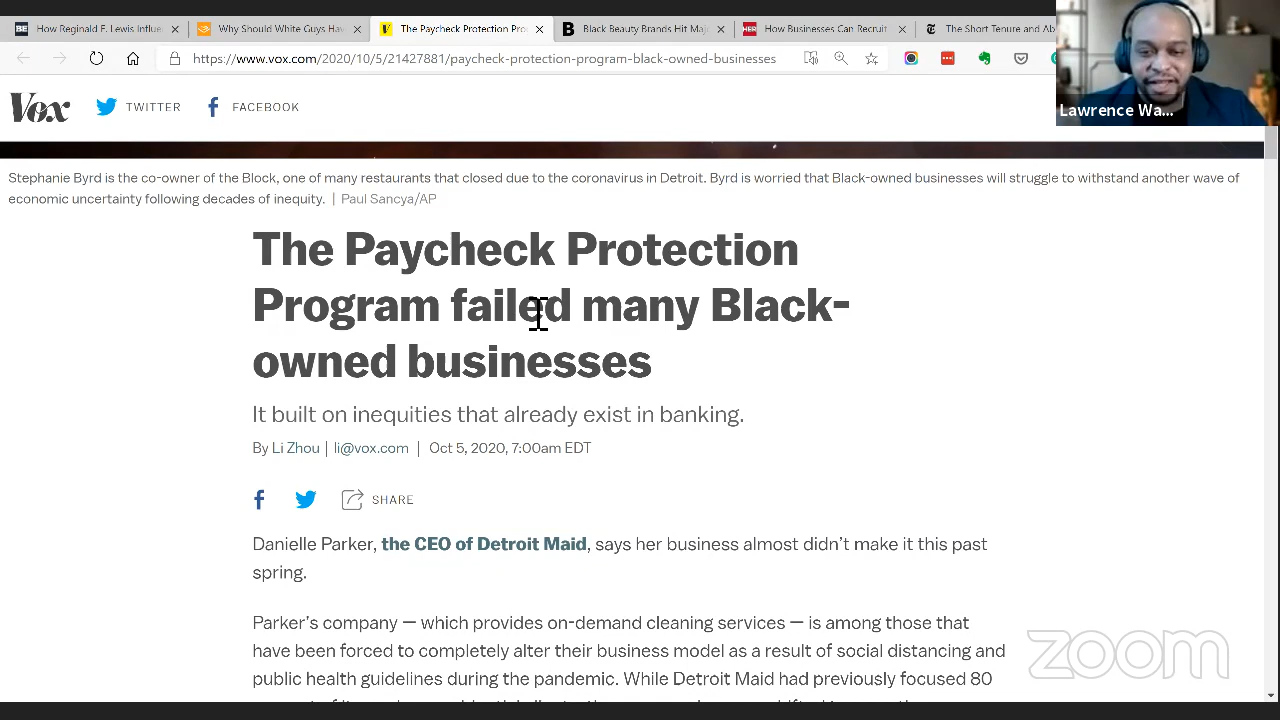 How Reginald F. Lewis Influe
Why Should White Guys Hav
The Paycheck Protection Pro
Black Beauty Brands Hit Maj
How Businesses Can Recruit
The Short Tenure and Ab
https://www.vox.com/2020/10/5/21427881/paycheck-protection-program-black-owned-businesses
Lawrence Wa...
Vox
TWITTER
FACEBOOK
Stephanie Byrd is the co-owner of the Block, one of many restaurants that closed due to the coronavirus in Detroit. Byrd is worried that Black-owned businesses will struggle to withstand another wave of
economic uncertainty following decades of inequity. | Paul Sancya/AP
The Paycheck Protection
Program failed many Black-
owned businesses
It built on inequities that already exist in banking.
By Li Zhou | li@vox.com | Oct 5, 2020, 7:00am EDT
SHARE
Danielle Parker, the CEO of Detroit Maid, says her business almost didn’t make it this past
spring.
Parker’s company — which provides on-demand cleaning services — is among those that
have been forced to completely alter their business model as a result of social distancing and
public health guidelines during the pandemic. While Detroit Maid had previously focused 80
zoom